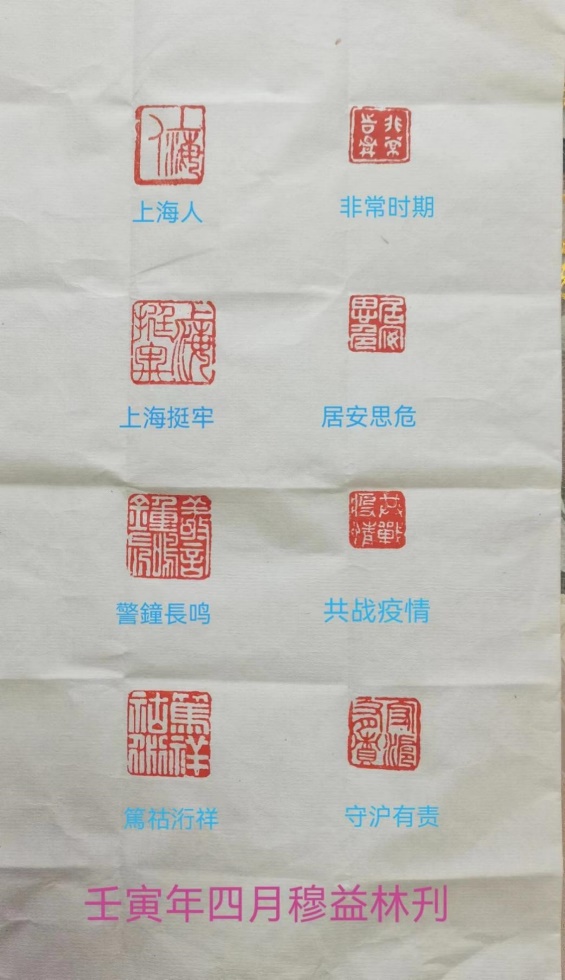 上海人
非常时期
上海挺牢
居安思危
警鐘長鸣
共战疫情
篤祜洐祥
守沪有责
壬寅年四月穆益林刊